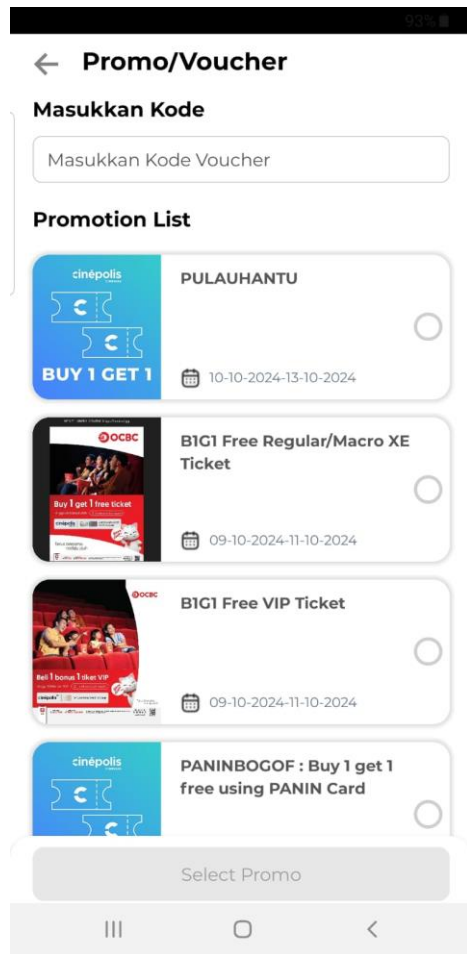 93%
Promo/Voucher
Masukkan Kode
Masukkan Kode Voucher
Promotion List
cinépolis
BUY 1 GET 1
PULAUHANTU
10-10-2024-13-10-2024
OCBC
Buy 1 get 1 free ticket
cinépolis
B1G1 Free Regular/Macro XE
Ticket
09-10-2024-11-10-2024
OCBC
Beli 1 bonus 1 tiket VIP
cinépolis
B1G1 Free VIP Ticket
09-10-2024-11-10-2024
cinépolis
PANINBOGOF : Buy 1 get 1
free using PANIN Card
Select Promo